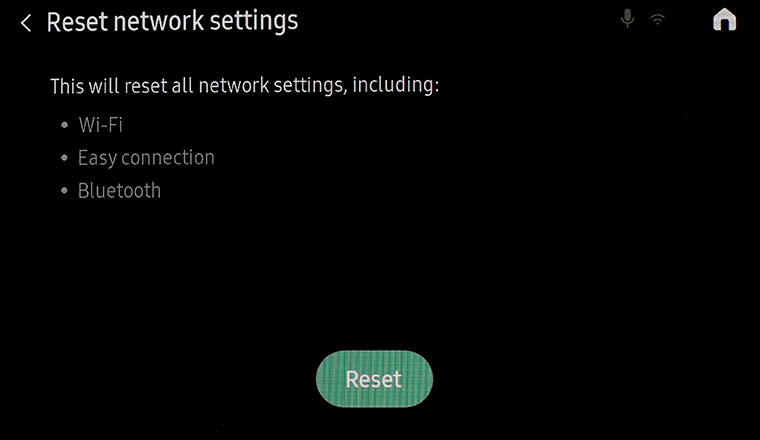 Reset network settings
This will reset all network settings, including:
• Wi-Fi
• Easy connection
• Bluetooth
Reset